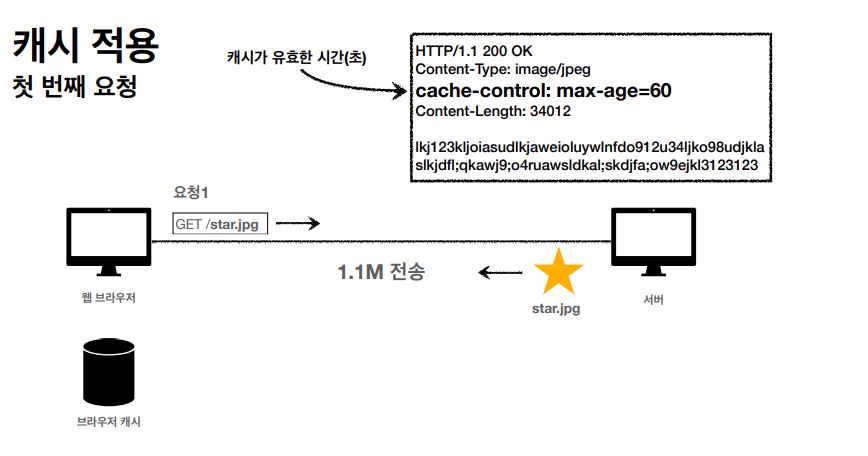 캐시 적용
첫 번째 요청
캐시가 유효한 시간(초)
HTTP/1.1 200 OK
Content-Type: image/jpeg
cache-control: max-age=60
Content-Length: 34012
lkj123kljoiasudlkjaweioluywlnfdo912u34ljko98udjkla
slkjdfl;qkawj9;o4ruawsldkal;skdjfa;ow9ejkl3123123
요청1
GET /star.jpg
1.1M 전송
star.jpg
웹 브라우저
서버
브라우저 캐시